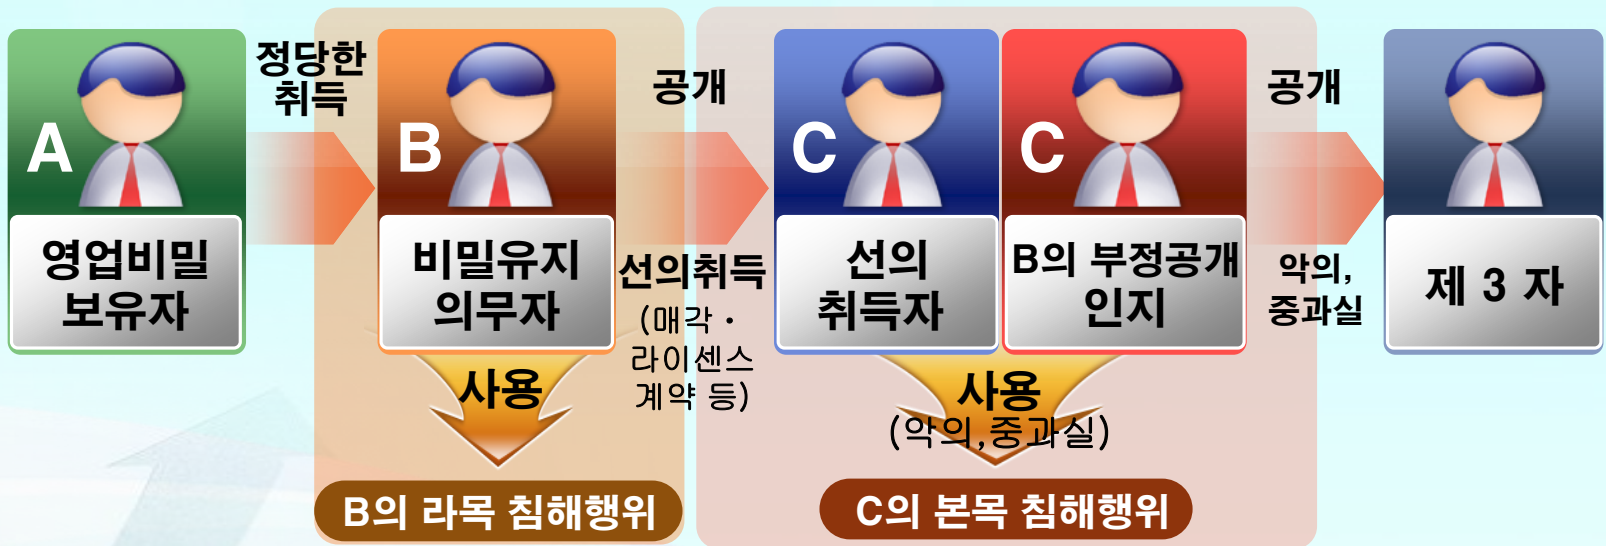 A
영업비밀
보유자
정당한
취득
B
비밀유지
의무자
사용
B의 라목 침해행위
공개
선의취득
(매각 ·
라이센스
계약 등)
C
선의
취득자
C
B의 부정공개
인지
사용
(악의,중과실)
C의 본목 침해행위
공개
악의,
중과실
제 3 자